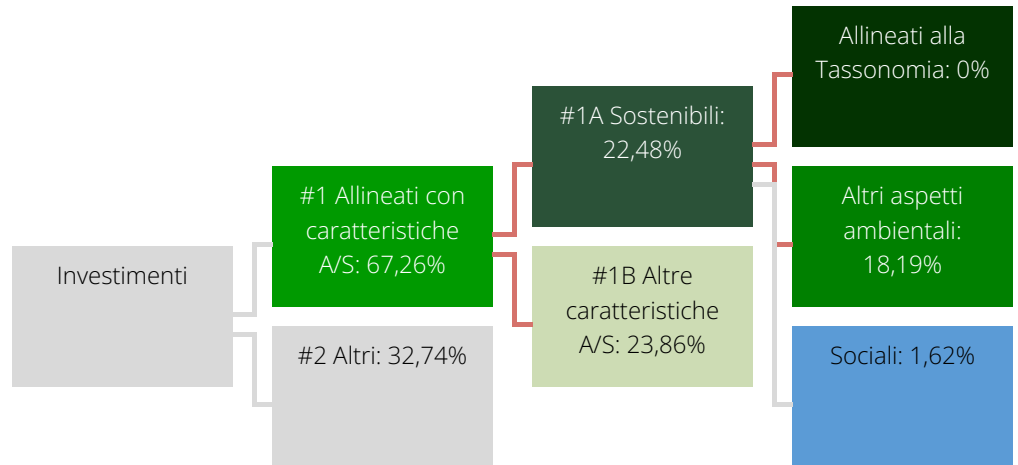 Investimenti
#1 Allineati con
caratteristiche
A/S: 67,26%
#2 Altri: 32,74%
#1A Sostenibili:
22,48%
#1B Altre
caratteristiche
A/S: 23,86%
Allineati alla
Tassonomia: 0%
Altri aspetti
ambientali:
18,19%
Sociali: 1,62%